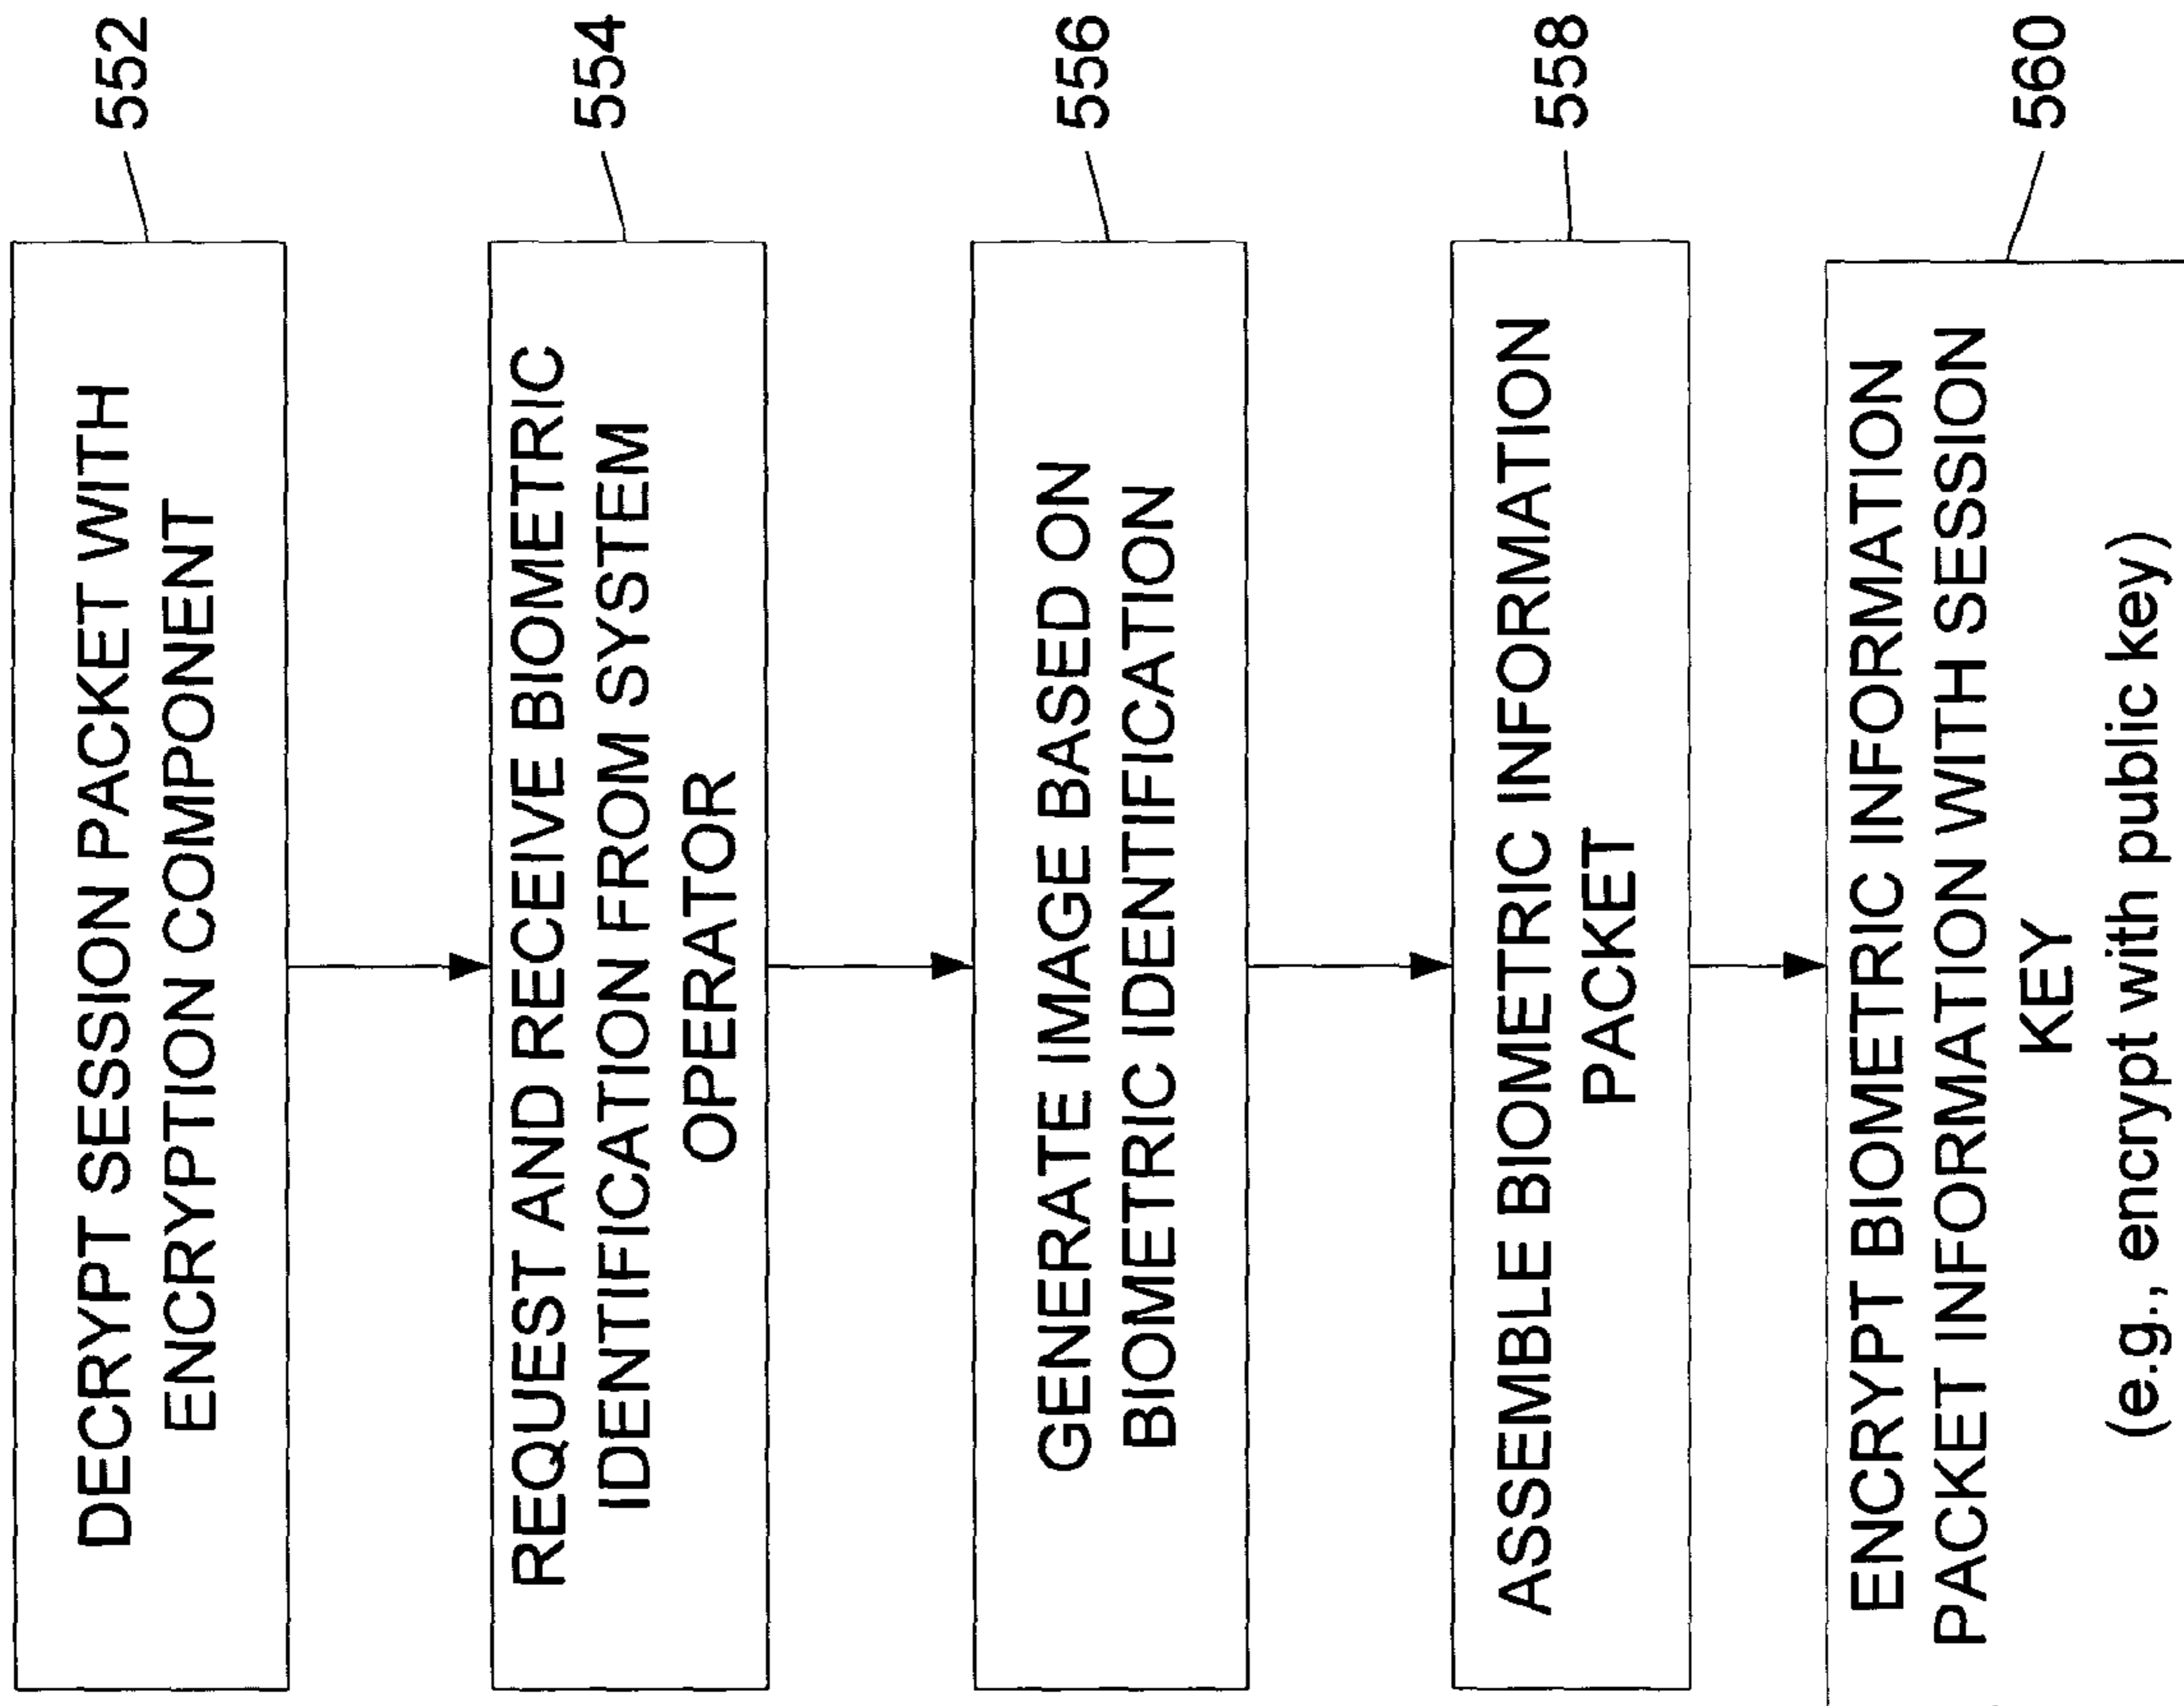 DECRYPT SESSION PACKET WITH
ENCRYPTION COMPONENT
552
REQUEST AND RECEIVE BIOMETRIC
IDENTIFICATION FROM SYSTEM
OPERATOR
554
GENERATE IMAGE BASED ON
BIOMETRIC IDENTIFICATION
556
ASSEMBLE BIOMETRIC INFORMATION
PACKET
558
ENCRYPT BIOMETRIC INFORMATION
PACKET INFORMATION WITH SESSION
KEY
(e.g., encrypt with public key)
560